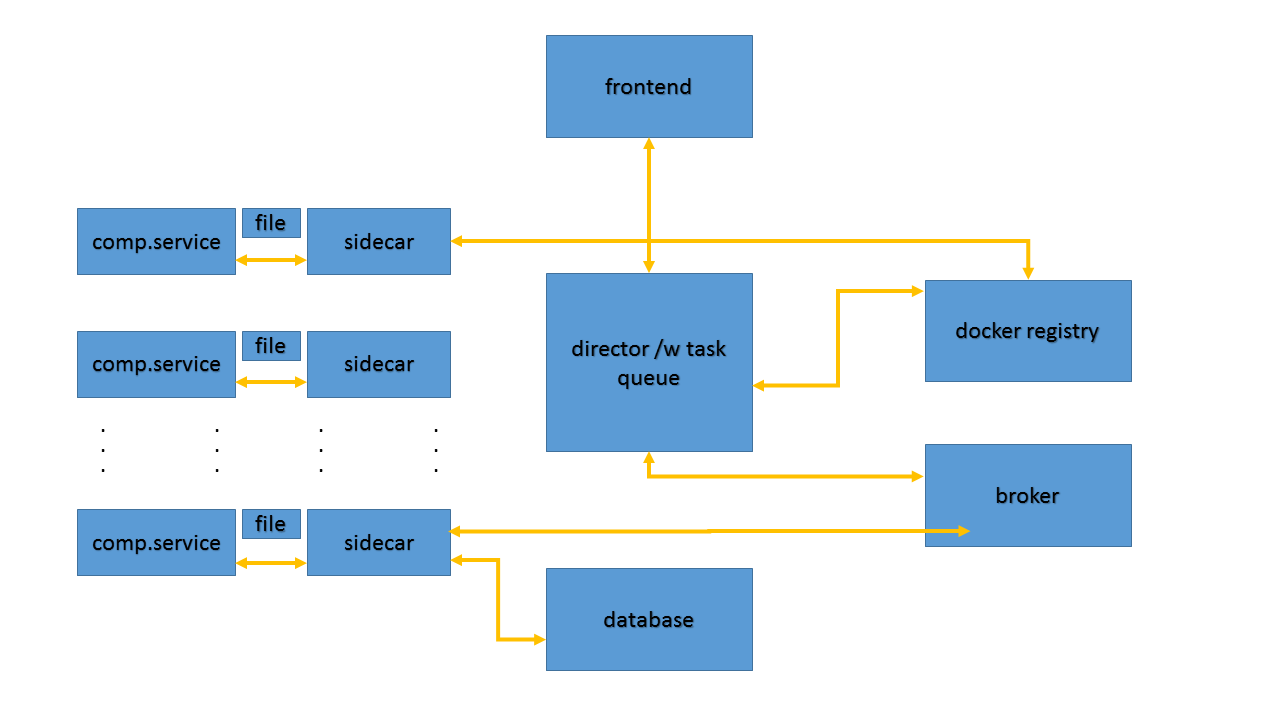 frontend
comp.service
file
sidecar
director /w task
queue
docker registry
comp.service
file
sidecar
. . . .
. . . .
. . . .
broker
comp.service
file
sidecar
database